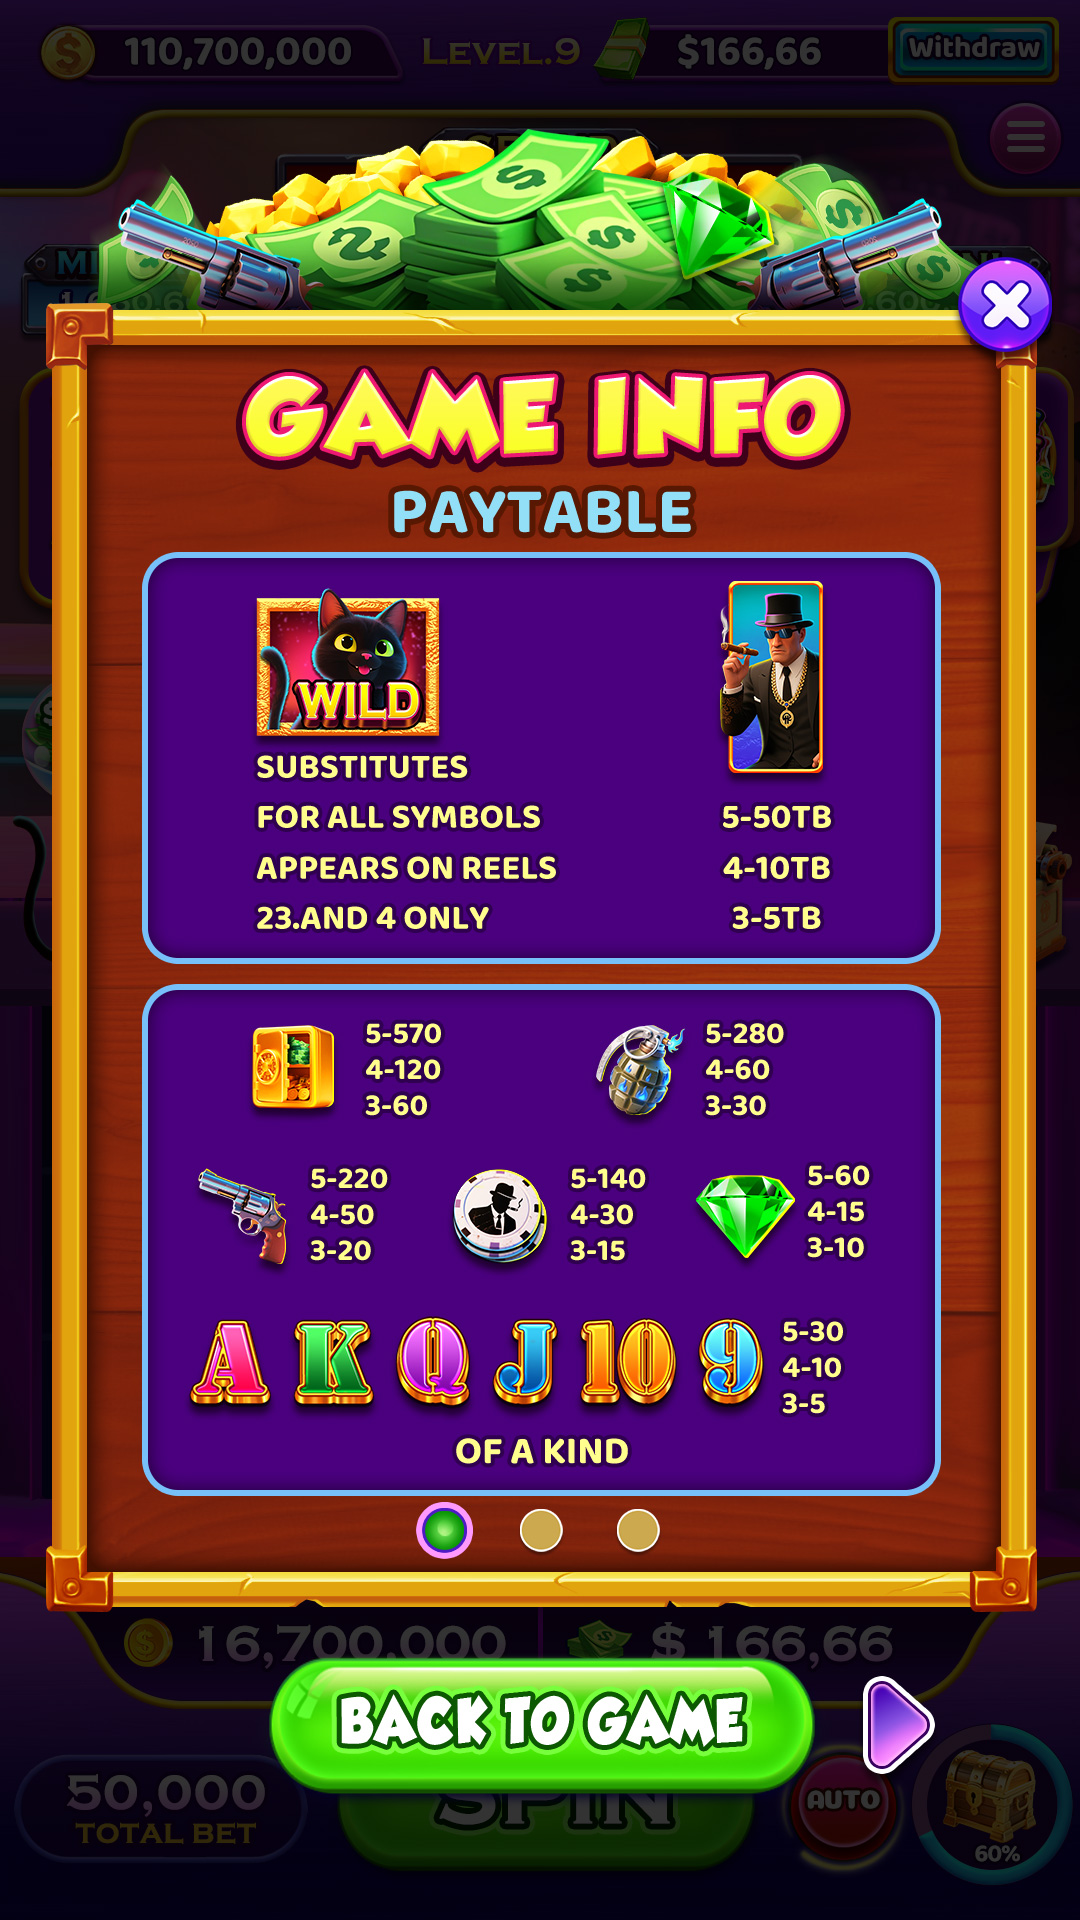 110,700,000
LEVEL.9
$166,66
Withdraw
GAME INFO
PAYTABLE
WILD
SUBSTITUTES
FOR ALL SYMBOLS
APPEARS ON REELS
23.AND 4 ONLY
5-50TB
4-10TB
3-5TB
5-570
4-120
3-60
5-280
4-60
3-30
5-220
4-50
3-20
5-140
4-30
3-15
5-60
4-15
3-10
A K Q J 10 9
5-30
4-10
3-5
OF A KIND
16,700,000
$ 166,66
BACK TO GAME
50,000
TOTAL BET
SPIN
AUTO
60%